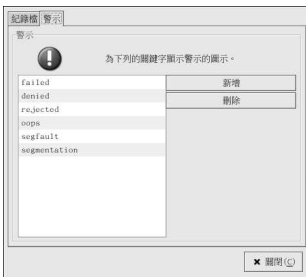 紀錄檔 警示
警示
為下列的關鍵字顯示警示的圖示。
failed
denied
rejected
oops
segfault
segmentation
新增
刪除
關閉(C)